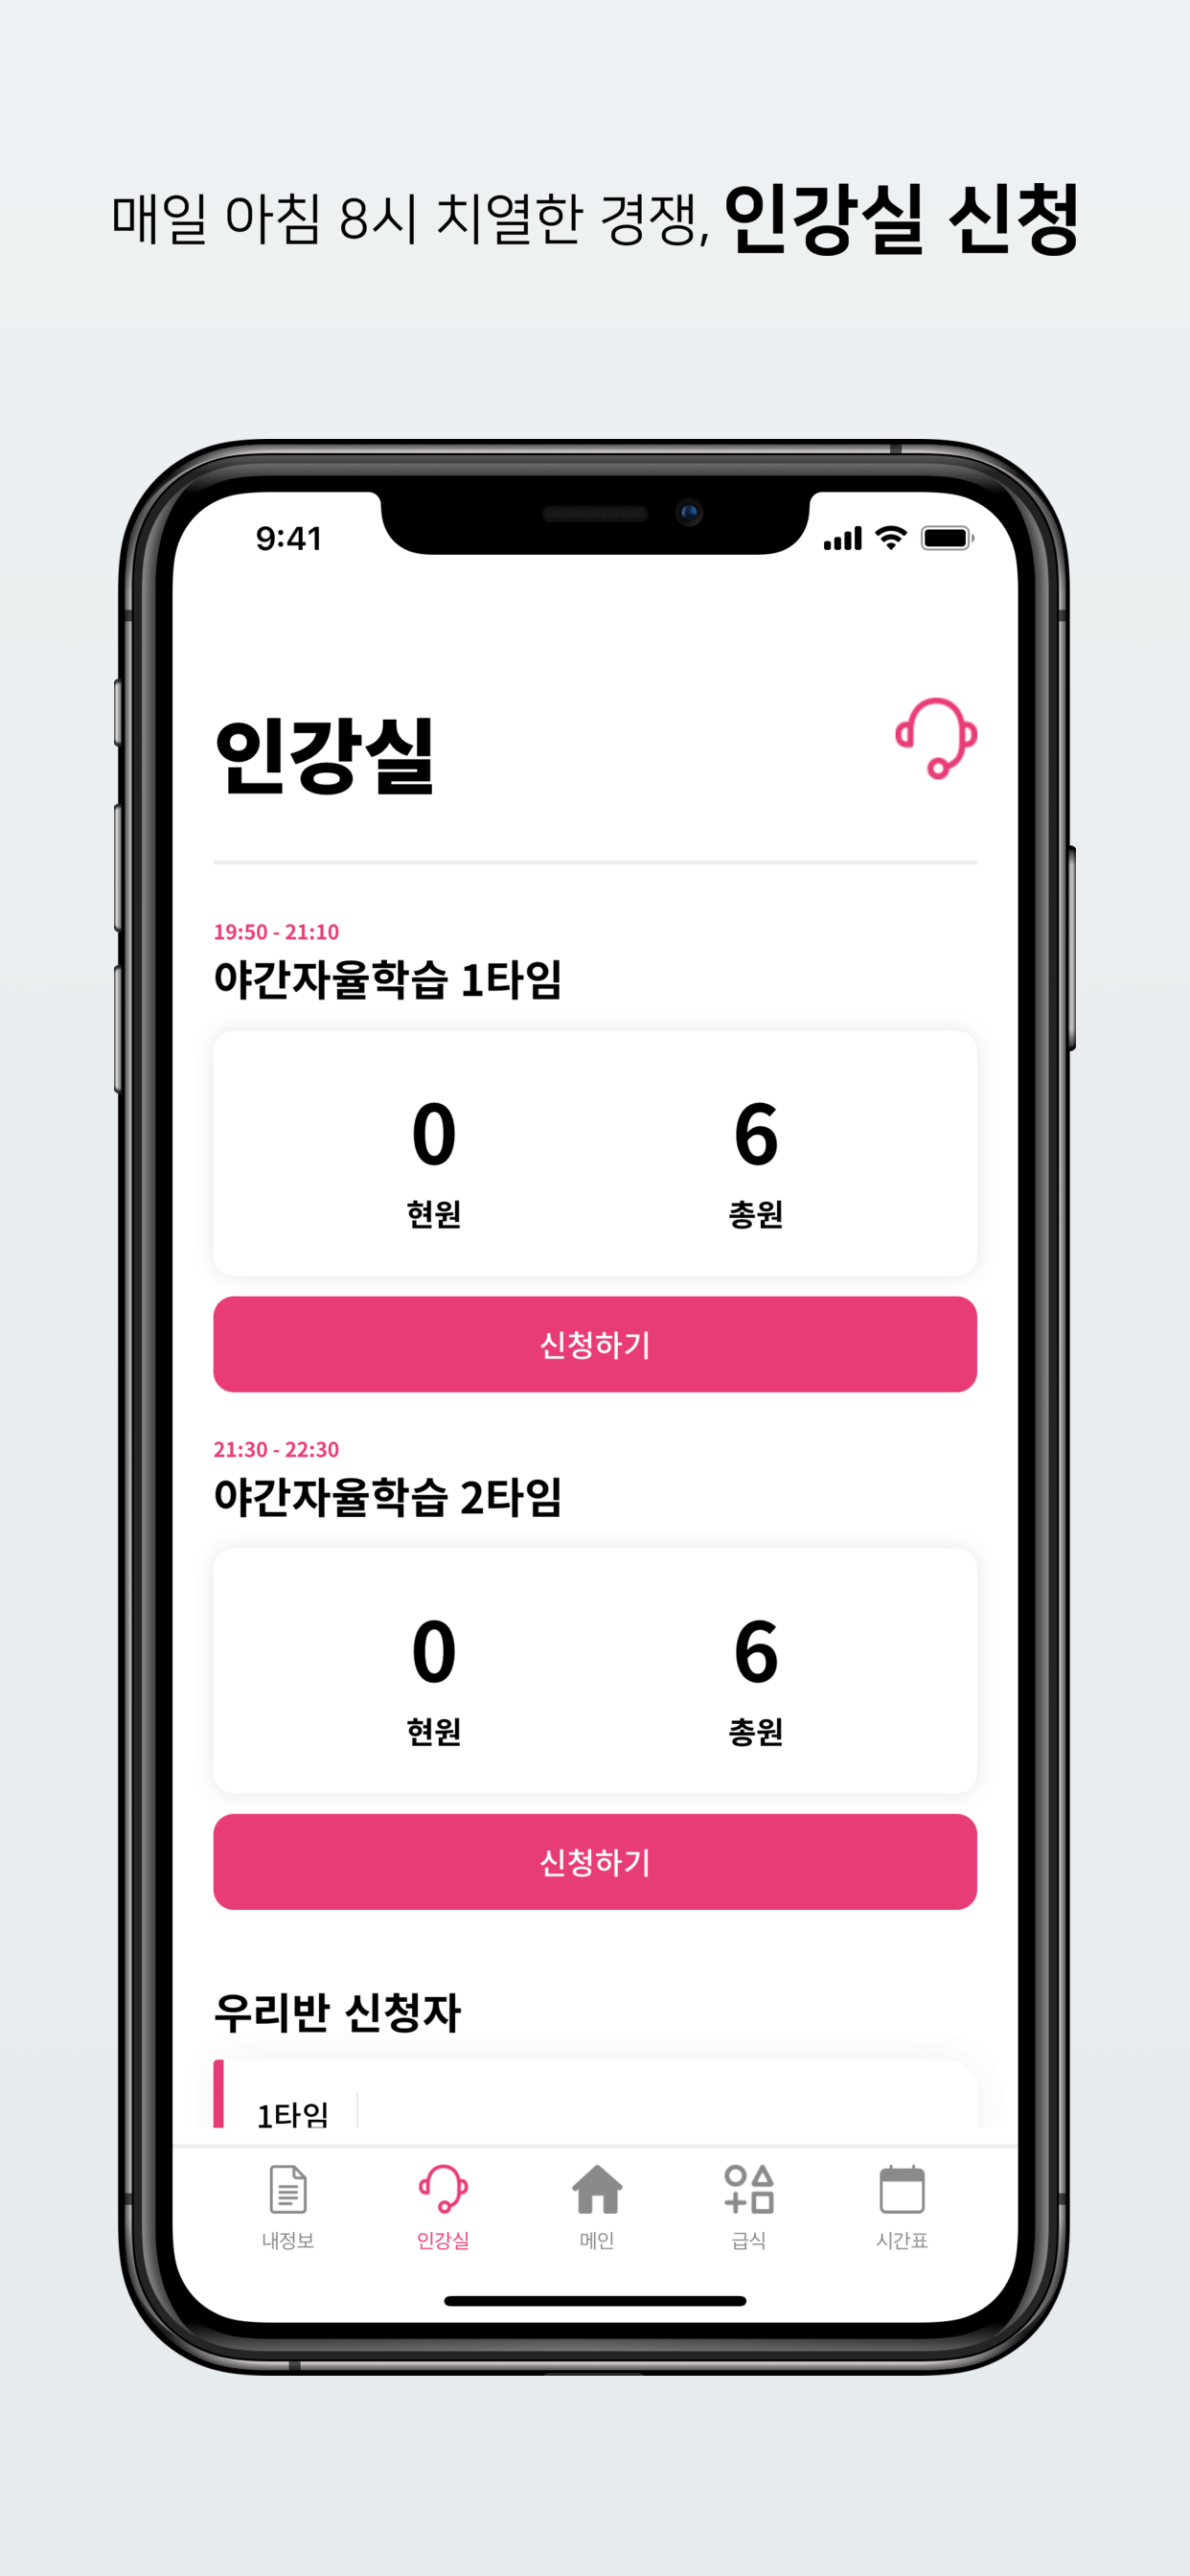 매일 아침 8시 치열한 경쟁, 인강실 신청
9:41
인강실
19:50 - 21:10
야간자율학습 1타임
0 6
현원 총원
신청하기
21:30 - 22:30
야간자율학습 2타임
0 6
현원 총원
신청하기
우리반 신청자
1타임
내정보 인강실 메인 급식 시간표